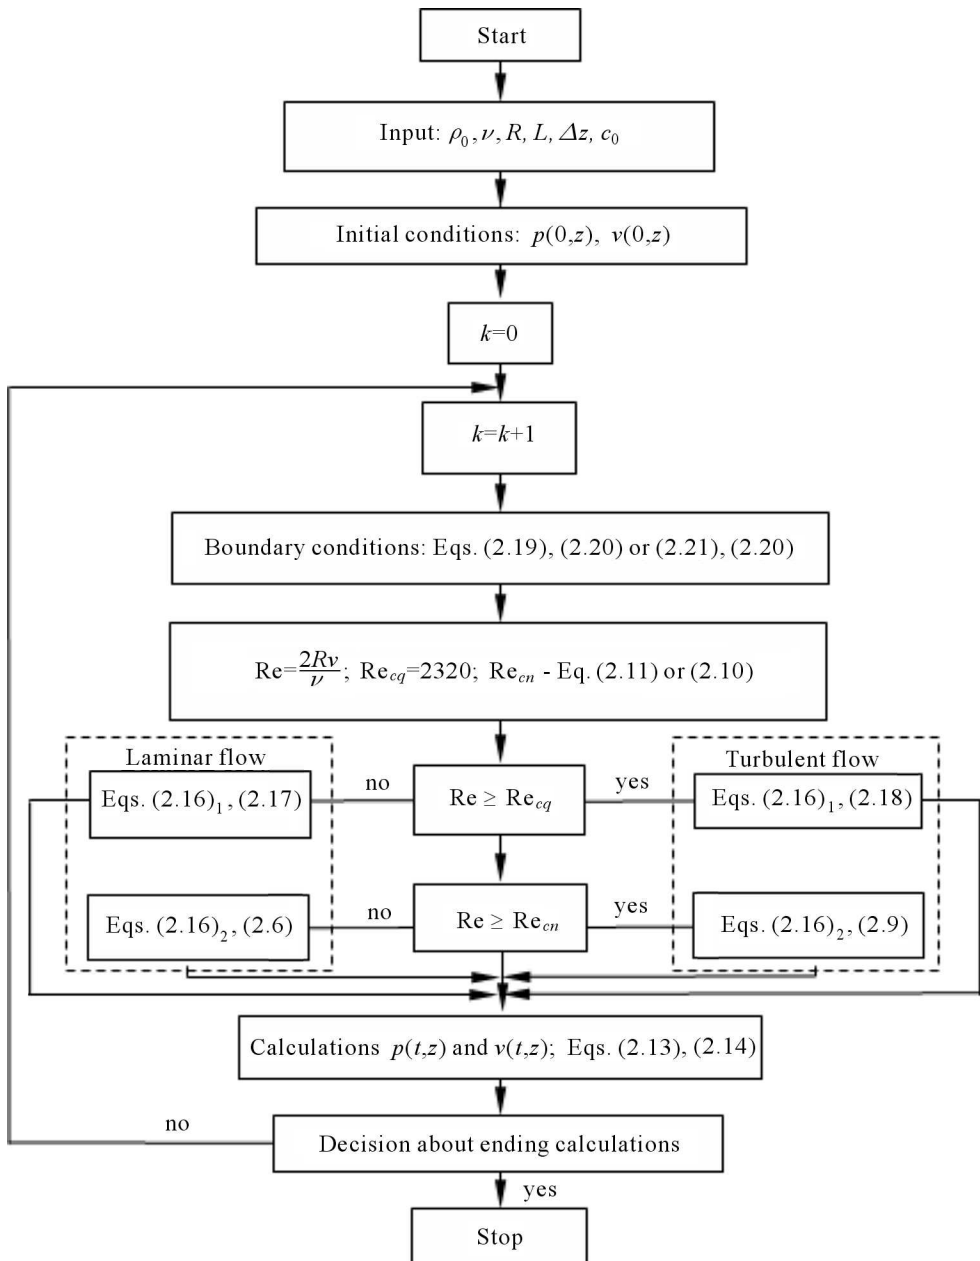 Start
Input: ρ₀, ν, R, L, Δz, c₀
Initial conditions: p(0,z), v(0,z)
k=0
k=k+1
Boundary conditions: Eqs. (2.19), (2.20) or (2.21), (2.20)
Re=2Rv/ν; Re_cq=2320; Re_cn - Eq. (2.11) or (2.10)
Laminar flow
Turbulent flow
Eqs. (2.16)₁, (2.17)
no
Re ≥ Re_cq
yes
Eqs. (2.16)₁, (2.18)
Eqs. (2.16)₂, (2.6)
no
Re ≥ Re_cn
yes
Eqs. (2.16)₂, (2.9)
Calculations p(t,z) and v(t,z); Eqs. (2.13), (2.14)
no
Decision about ending calculations
yes
Stop